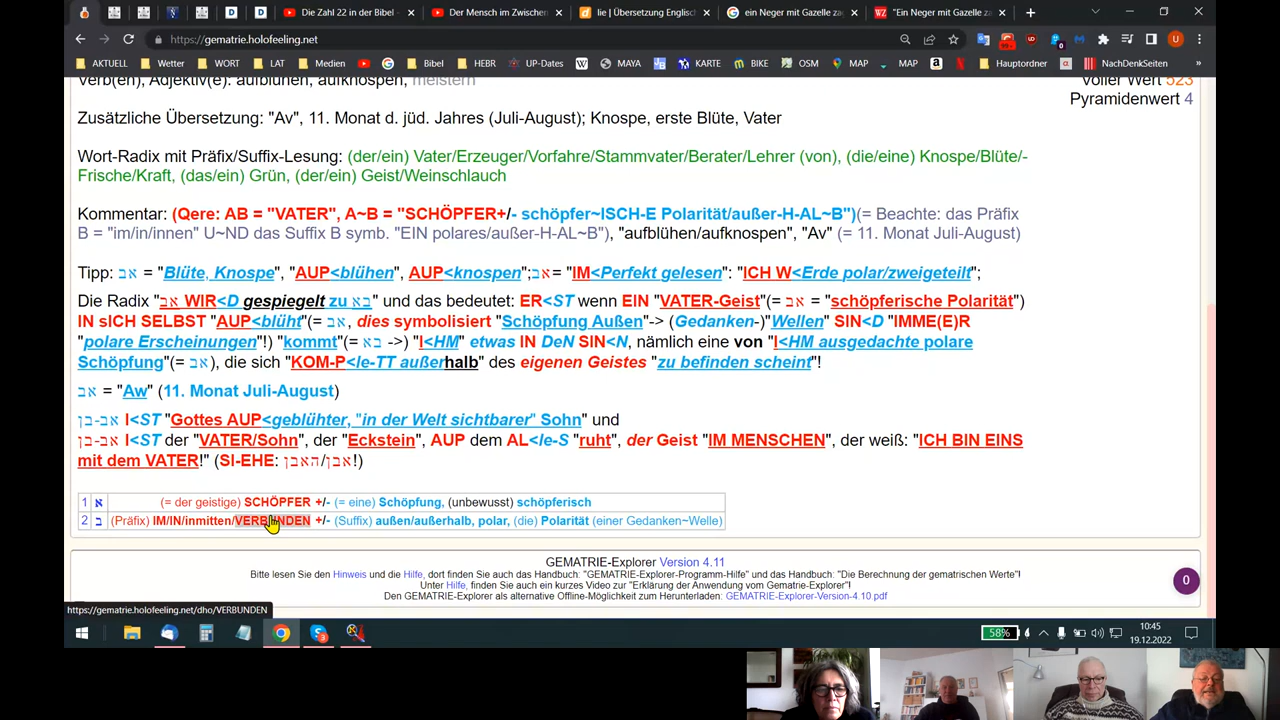 Die Zahl 22 in der Bibel -
Der Mensch im Zwischen
lie | Übersetzung Englisc
ein Neger mit Gazelle zag
"Ein Neger mit Gazelle za
https://gematrie.holofeeling.net
AKTUELL Wetter WORT LAT Medien Bibel HEBR UP-Dates MAYA KARTE BIKE OSM MAP MAP Hauptordner NachDenkSeiten
Verb(en), Adjektiv(e): aufblühen, aufknospen, meistern
Voller Wert 523
Pyramidenwert 4
Zusätzliche Übersetzung: "Av", 11. Monat d. jüd. Jahres (Juli-August); Knospe, erste Blüte, Vater
Wort-Radix mit Präfix/Suffix-Lesung: (der/ein) Vater/Erzeuger/Vorfahre/Stammvater/Berater/Lehrer (von), (die/eine) Knospe/Blüte/-
Frische/Kraft, (das/ein) Grün, (der/ein) Geist/Weinschlauch
Kommentar: (Qere: AB = "VATER", A~B = "SCHÖPFER+/- schöpfer~ISCH-E Polarität/außer-H-AL~B")(= Beachte: das Präfix
B = "im/in/innen" U~ND das Suffix B symb. "EIN polares/außer-H-AL~B"), "aufblühen/aufknospen", "Av" (= 11. Monat Juli-August)
Tipp: אב = "Blüte, Knospe", "AUP<blühen", AUP<knospen";אב= "IM<Perfekt gelesen": "ICH W<Erde polar/zweigeteilt";
Die Radix "אב WIR<D gespiegelt zu בא" und das bedeutet: ER<ST wenn EIN "VATER-Geist"(= אב = "schöpferische Polarität")
IN sICH SELBST "AUP<blüht"(= אב, dies symbolisiert "Schöpfung Außen"-> (Gedanken-)"Wellen" SIN<D "IMME(E)R
"polare Erscheinungen"!) "kommt"(= בא ->) "I<HM" etwas IN DeN SIN<N, nämlich eine von "I<HM ausgedachte polare
Schöpfung"(= אב), die sich "KOM-P<le-TT außerhalb" des eigenen Geistes "zu befinden scheint"!
אב = "Aw" (11. Monat Juli-August)
אב-בן I<ST "Gottes AUP<geblühter, "in der Welt sichtbarer" Sohn" und
אב-בן I<ST der "VATER/Sohn", der "Eckstein", AUP dem AL<le-S "ruht", der Geist "IM MENSCHEN", der weiß: "ICH BIN EINS
mit dem VATER!" (SI-EHE: אבן/האבן!)
1 א (= der geistige) SCHÖPFER +/- (= eine) Schöpfung, (unbewusst) schöpferisch
2 ב (Präfix) IM/IN/inmitten/VERBUNDEN +/- (Suffix) außen/außerhalb, polar, (die) Polarität (einer Gedanken~Welle)
GEMATRIE-Explorer Version 4.11
Bitte lesen Sie den Hinweis und die Hilfe, dort finden Sie auch das Handbuch: "GEMATRIE-Explorer-Programm-Hilfe" und das Handbuch: "Die Berechnung der gematrischen Werte"!
Unter Hilfe, finden Sie auch ein kurzes Video zur "Erklärung der Anwendung vom Gematrie-Explorer"!
Den GEMATRIE-Explorer als alternative Offline-Möglichkeit zum Herunterladen: GEMATRIE-Explorer-Version-4.10 pdf
0
https://gematrie.holofeeling.net/dho/VERBUNDEN
58%
10:45
19.12.2022